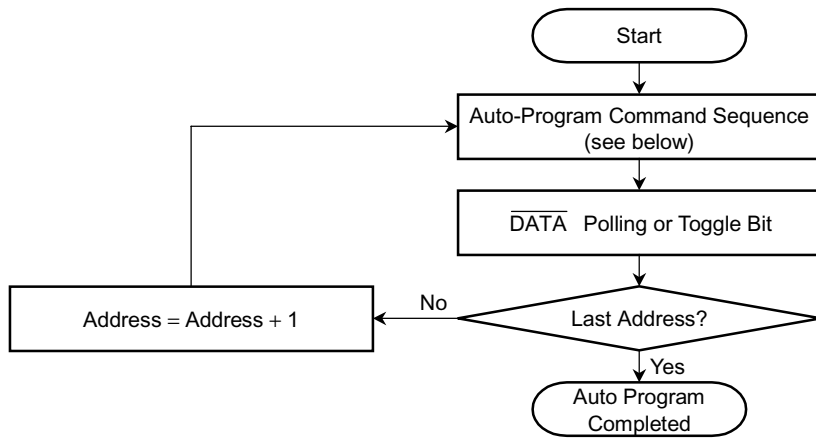 Start
Auto-Program Command Sequence
(see below)
DATA Polling or Toggle Bit
Address = Address + 1
No
Last Address?
Yes
Auto Program
Completed